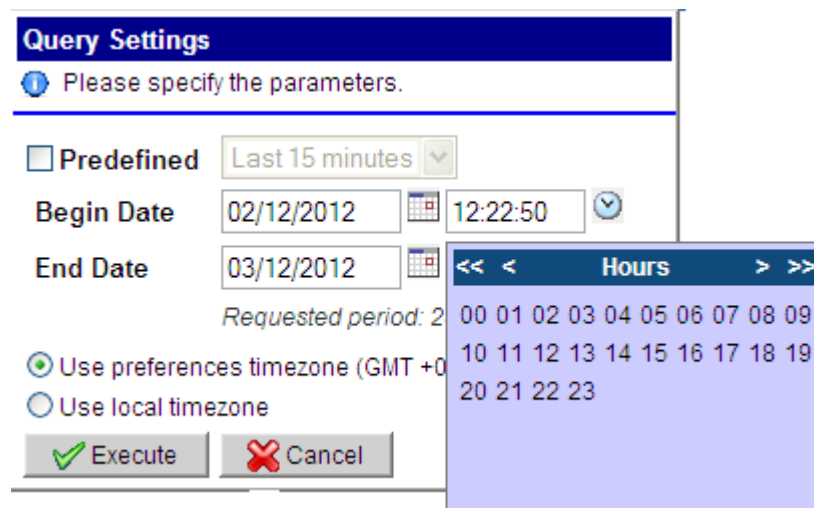 Query Settings
Please specify the parameters.
Predefined Last 15 minutes
Begin Date 02/12/2012 12:22:50
End Date 03/12/2012
<< < Hours > >>
Requested period: 2
00 01 02 03 04 05 06 07 08 09
10 11 12 13 14 15 16 17 18 19
20 21 22 23
Use preferences timezone (GMT +0
Use local timezone
Execute Cancel